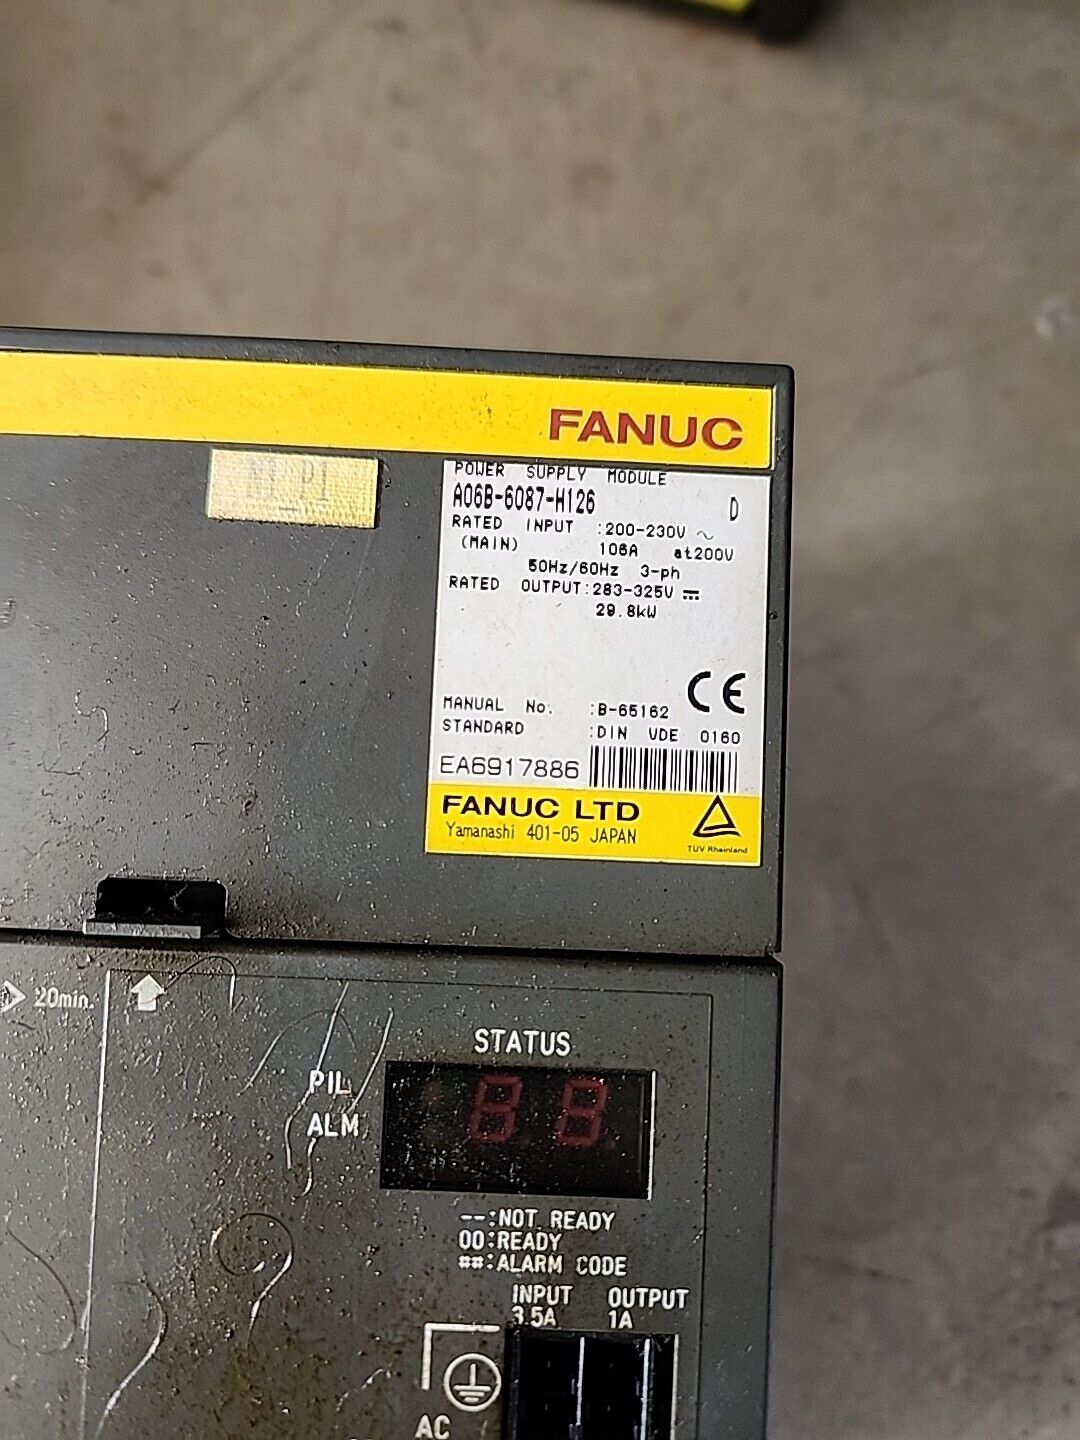 FANUC
POWER SUPPLY MODULE
A06B-6087-H126 D
RATED INPUT :200-230V ~
(MAIN) 106A at200V
50Hz/60Hz 3-ph
RATED OUTPUT:283-325V
29.8kW
CE
MANUAL No. :B-65162
STANDARD :DIN VDE 0160
EA6917886
FANUC LTD
Yamanashi 401-05 JAPAN
TÜV Rheinland
20min.
STATUS
PIL
ALM
88
--:NOT READY
00:READY
##:ALARM CODE
INPUT OUTPUT
3.5A 1A
AC